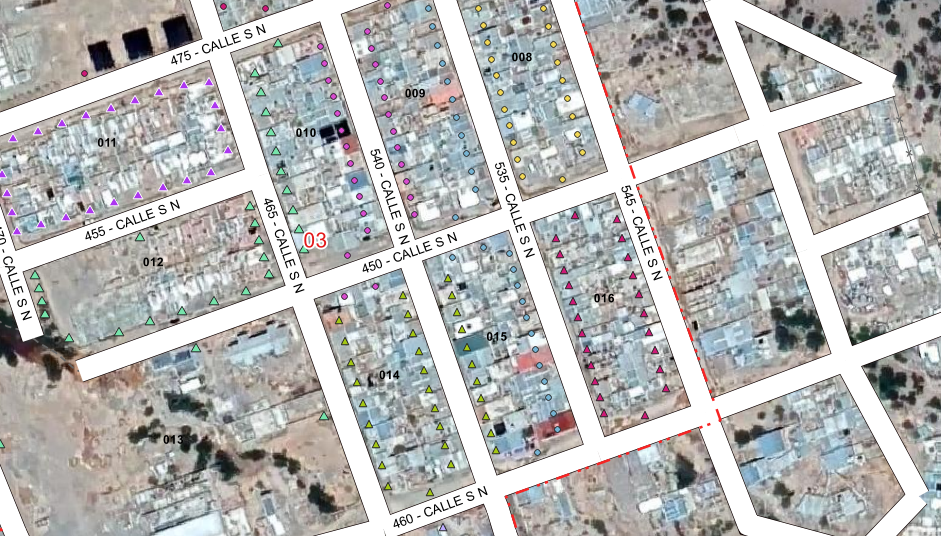 475 - CALLE S N
008
009
011
010
540 - CALLE S N
535 - CALLE S N
545 - CALLE S N
465 - CALLE S N
455 - CALLE S N
03
450 - CALLE S N
012
70 - CALLE S N
016
015
014
013
460 - CALLE S N